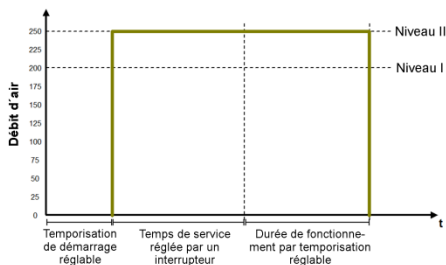 Débit d´air
250
225
200
175
150
125
100
75
50
25
0
Niveau II
Niveau I
t
Temporisation
de démarrage
réglable
Temps de service
réglée par un
interrupteur
Durée de fonctionne-
ment par temporisation
réglable